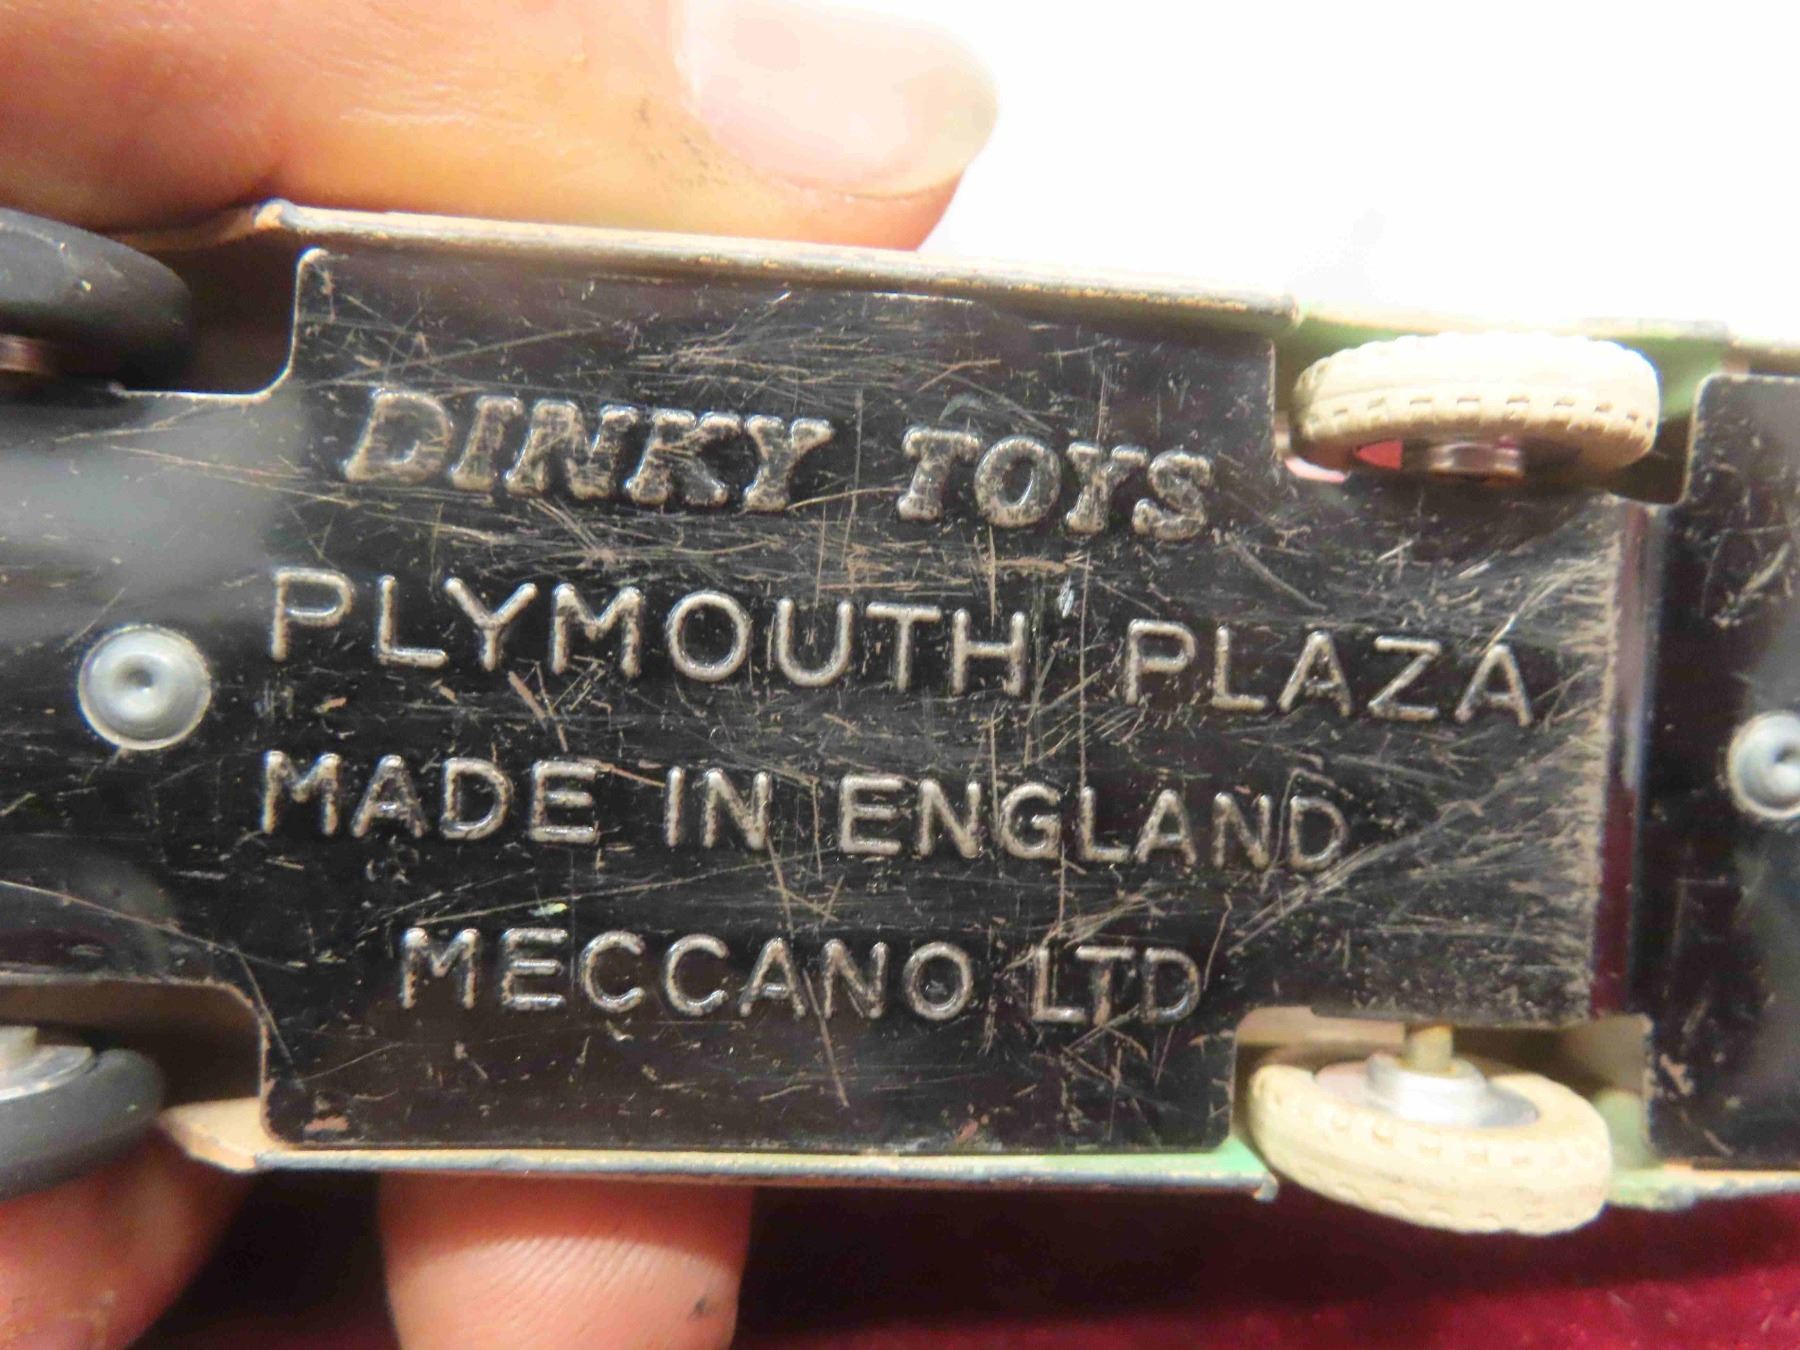 DINKY TOYS
PLYMOUTH PLAZA
MADE IN ENGLAND
MECCANO LTD